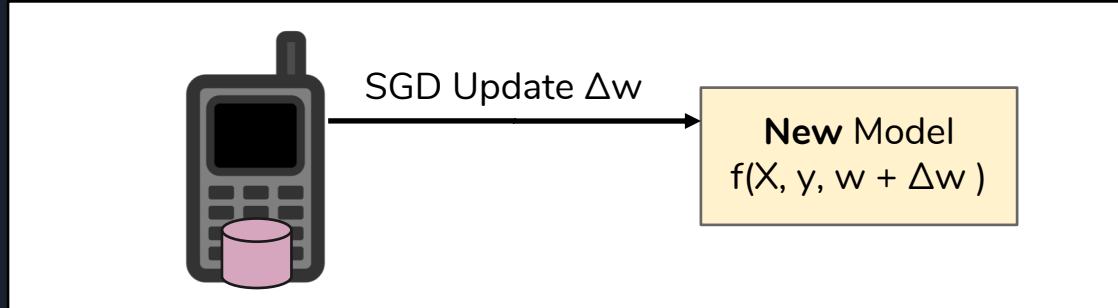 SGD Update Δw
New Model
f(X, y, w + Δw )